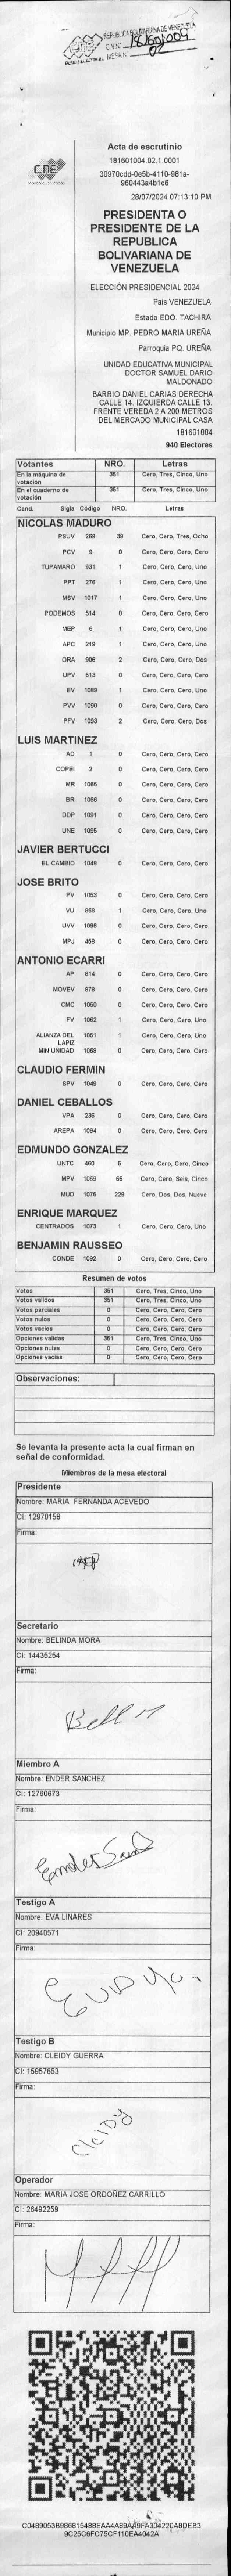 REPUBLICA BOLIVARIANA DE VENEZUELA
181601004
02
CNE
Acta de escrutinio
181601004.02.1.0001
30970cdd-0e5b-4110-981a-
960443a4b1c6
28/07/2024 07:13:10 PM
PRESIDENTA O
PRESIDENTE DE LA
REPUBLICA
BOLIVARIANA DE
VENEZUELA
ELECCIÓN PRESIDENCIAL 2024
Pais VENEZUELA
Estado EDO. TACHIRA
Municipio MP. PEDRO MARIA UREÑA
Parroquia PQ. UREÑA
UNIDAD EDUCATIVA MUNICIPAL
DOCTOR SAMUEL DARIO
MALDONADO
BARRIO DANIEL CARIAS DERECHA
CALLE 14. IZQUIERDA CALLE 13.
FRENTE VEREDA 2 A 200 METROS
DEL MERCADO MUNICIPAL CASA
181601004
940 Electores
Votantes NRO. Letras
En la máquina de votación 351 Cero, Tres, Cinco, Uno
En el cuaderno de votación 351 Cero, Tres, Cinco, Uno
Cand. Sigla Código NRO. Letras
NICOLAS MADURO
PSUV 269 38 Cero, Cero, Tres, Ocho
PCV 9 0 Cero, Cero, Cero, Cero
TUPAMARO 931 1 Cero, Cero, Cero, Uno
PPT 276 1 Cero, Cero, Cero, Uno
MSV 1017 1 Cero, Cero, Cero, Uno
PODEMOS 514 0 Cero, Cero, Cero, Cero
MEP 6 1 Cero, Cero, Cero, Uno
APC 219 1 Cero, Cero, Cero, Uno
ORA 906 2 Cero, Cero, Cero, Dos
UPV 513 0 Cero, Cero, Cero, Cero
EV 1089 1 Cero, Cero, Cero, Uno
PVV 1090 0 Cero, Cero, Cero, Cero
PFV 1093 2 Cero, Cero, Cero, Dos
LUIS MARTINEZ
AD 1 0 Cero, Cero, Cero, Cero
COPEI 2 0 Cero, Cero, Cero, Cero
MR 1065 0 Cero, Cero, Cero, Cero
BR 1086 0 Cero, Cero, Cero, Cero
DDP 1091 0 Cero, Cero, Cero, Cero
UNE 1095 0 Cero, Cero, Cero, Cero
JAVIER BERTUCCI
EL CAMBIO 1048 0 Cero, Cero, Cero, Cero
JOSE BRITO
PV 1053 0 Cero, Cero, Cero, Cero
VU 868 1 Cero, Cero, Cero, Uno
UVV 1096 0 Cero, Cero, Cero, Cero
MPJ 458 0 Cero, Cero, Cero, Cero
ANTONIO ECARRI
AP 814 0 Cero, Cero, Cero, Cero
MOVEV 878 0 Cero, Cero, Cero, Cero
CMC 1050 0 Cero, Cero, Cero, Cero
FV 1062 1 Cero, Cero, Cero, Uno
ALIANZA DEL LAPIZ 1051 1 Cero, Cero, Cero, Uno
MIN UNIDAD 1068 0 Cero, Cero, Cero, Cero
CLAUDIO FERMIN
SPV 1049 0 Cero, Cero, Cero, Cero
DANIEL CEBALLOS
VPA 236 0 Cero, Cero, Cero, Cero
AREPA 1094 0 Cero, Cero, Cero, Cero
EDMUNDO GONZALEZ
UNTC 460 5 Cero, Cero, Cero, Cinco
MPV 1069 65 Cero, Cero, Seis, Cinco
MUD 1076 229 Cero, Dos, Dos, Nueve
ENRIQUE MARQUEZ
CENTRADOS 1073 1 Cero, Cero, Cero, Uno
BENJAMIN RAUSSEO
CONDE 1092 0 Cero, Cero, Cero, Cero
Resumen de votos
Votos 351 Cero, Tres, Cinco, Uno
Votos validos 351 Cero, Tres, Cinco, Uno
Votos parciales 0 Cero, Cero, Cero, Cero
Votos nulos 0 Cero, Cero, Cero, Cero
Votos vacios 0 Cero, Cero, Cero, Cero
Opciones validas 351 Cero, Tres, Cinco, Uno
Opciones nulas 0 Cero, Cero, Cero, Cero
Opciones vacias 0 Cero, Cero, Cero, Cero
Observaciones:
Se levanta la presente acta la cual firman en
señal de conformidad.
Miembros de la mesa electoral
Presidente
Nombre: MARIA FERNANDA ACEVEDO
CI: 12970158
Firma:
Secretario
Nombre: BELINDA MORA
CI: 14435254
Firma:
Bell M
Miembro A
Nombre: ENDER SANCHEZ
CI: 12760673
Firma:
Testigo A
Nombre: EVA LINARES
CI: 20940571
Firma:
Testigo B
Nombre: CLEIDY GUERRA
CI: 15957653
Firma:
Cleidy
Operador
Nombre: MARIA JOSE ORDOÑEZ CARRILLO
CI: 26492259
Firma:
C0489053B986815488EAA4A89AA9FA304220A8DEB3
9C25C6FC75CF110EA4042A